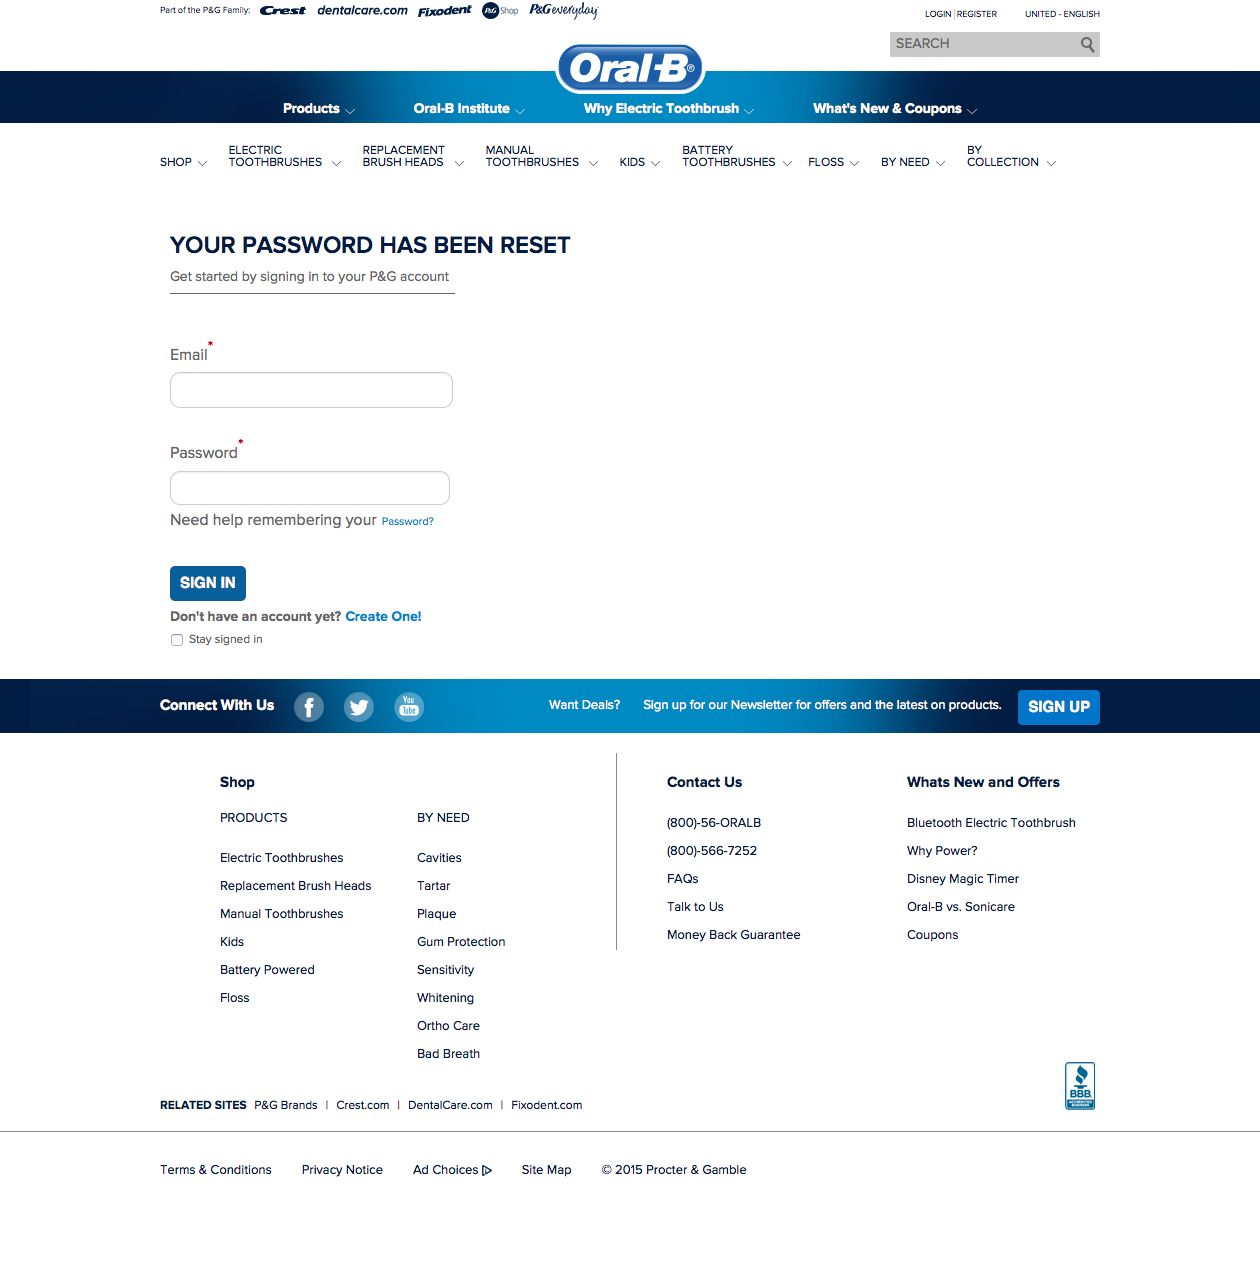 Part of the P&G Family: Crest dentalcare.com Fixodent P&G Shop P&G everyday
LOGIN | REGISTER UNITED - ENGLISH
SEARCH
Oral-B®
Products Oral-B Institute Why Electric Toothbrush What's New & Coupons
SHOP ELECTRIC TOOTHBRUSHES REPLACEMENT BRUSH HEADS MANUAL TOOTHBRUSHES KIDS BATTERY TOOTHBRUSHES FLOSS BY NEED BY COLLECTION
YOUR PASSWORD HAS BEEN RESET
Get started by signing in to your P&G account
Email*
Password*
Need help remembering your Password?
SIGN IN
Don't have an account yet? Create One!
Stay signed in
Connect With Us
You Tube
Want Deals? Sign up for our Newsletter for offers and the latest on products. SIGN UP
Shop
PRODUCTS
Electric Toothbrushes
Replacement Brush Heads
Manual Toothbrushes
Kids
Battery Powered
Floss
BY NEED
Cavities
Tartar
Plaque
Gum Protection
Sensitivity
Whitening
Ortho Care
Bad Breath
Contact Us
(800)-56-ORALB
(800)-566-7252
FAQs
Talk to Us
Money Back Guarantee
Whats New and Offers
Bluetooth Electric Toothbrush
Why Power?
Disney Magic Timer
Oral-B vs. Sonicare
Coupons
BBB
ACCREDITED
BUSINESS
RELATED SITES P&G Brands | Crest.com | DentalCare.com | Fixodent.com
Terms & Conditions Privacy Notice Ad Choices Site Map © 2015 Procter & Gamble